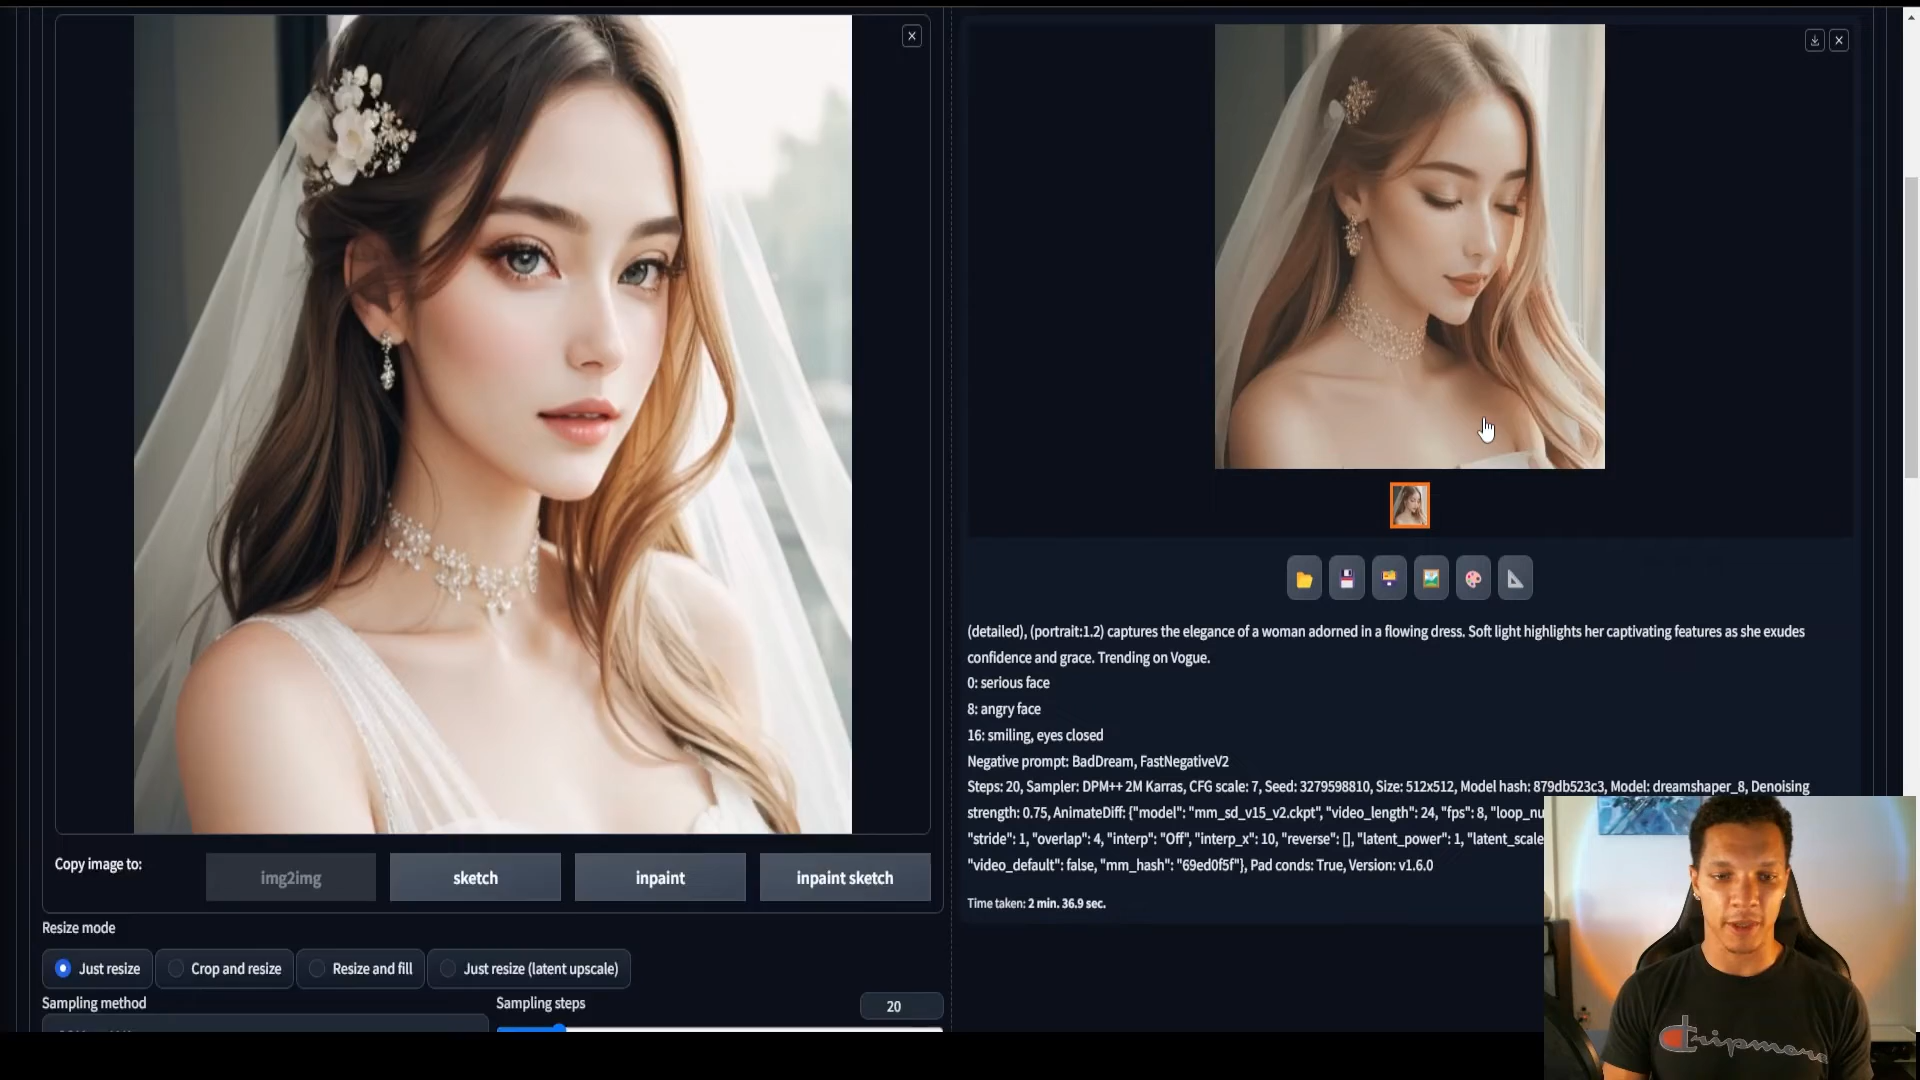 Copy image to:
img2img
sketch
inpaint
inpaint sketch
Resize mode
Just resize
Crop and resize
Resize and fill
Just resize (latent upscale)
Sampling method
Sampling steps
20
(detailed), (portrait:1.2) captures the elegance of a woman adorned in a flowing dress. Soft light highlights her captivating features as she exudes
confidence and grace. Trending on Vogue.
0: serious face
8: angry face
16: smiling, eyes closed
Negative prompt: BadDream, FastNegativeV2
Steps: 20, Sampler: DPM++ 2M Karras, CFG scale: 7, Seed: 3279598810, Size: 512x512, Model hash: 879db523c3, Model: dreamshaper_8, Denoising
strength: 0.75, AnimateDiff: {"model": "mm_sd_v15_v2.ckpt", "video_length": 24, "fps": 8, "loop_nu
"stride": 1, "overlap": 4, "interp": "Off", "interp_x": 10, "reverse": [], "latent_power": 1, "latent_scale
"video_default": false, "mm_hash": "69ed0f5f"}, Pad conds: True, Version: v1.6.0
Time taken: 2 min. 36.9 sec.